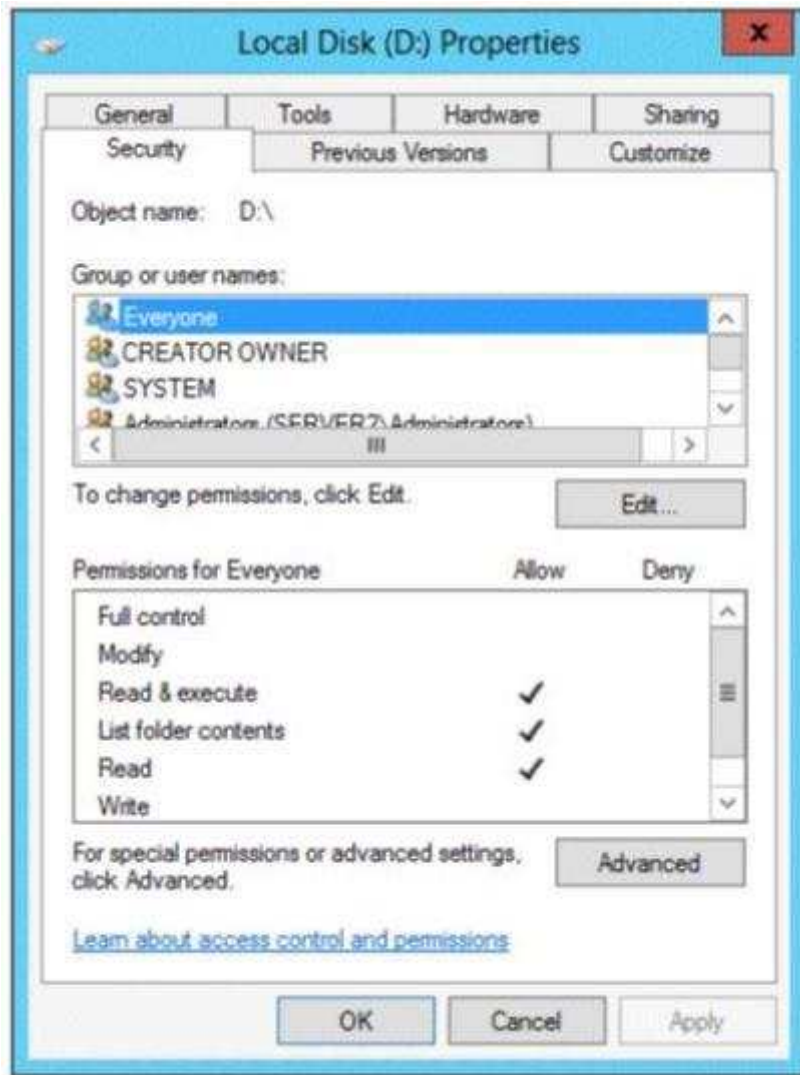 Local Disk (D:) Properties
x
General Tools Hardware Sharing
Security Previous Versions Customize
Object name: D:\
Group or user names:
Everyone
CREATOR OWNER
SYSTEM
Administrators (SERVER2\Administrators)
To change permissions, click Edit.
Edit...
Permissions for Everyone Allow Deny
Full control
Modify
Read & execute
List folder contents
Read
Write
For special permissions or advanced settings,
click Advanced.
Advanced
Learn about access control and permissions
OK Cancel Apply